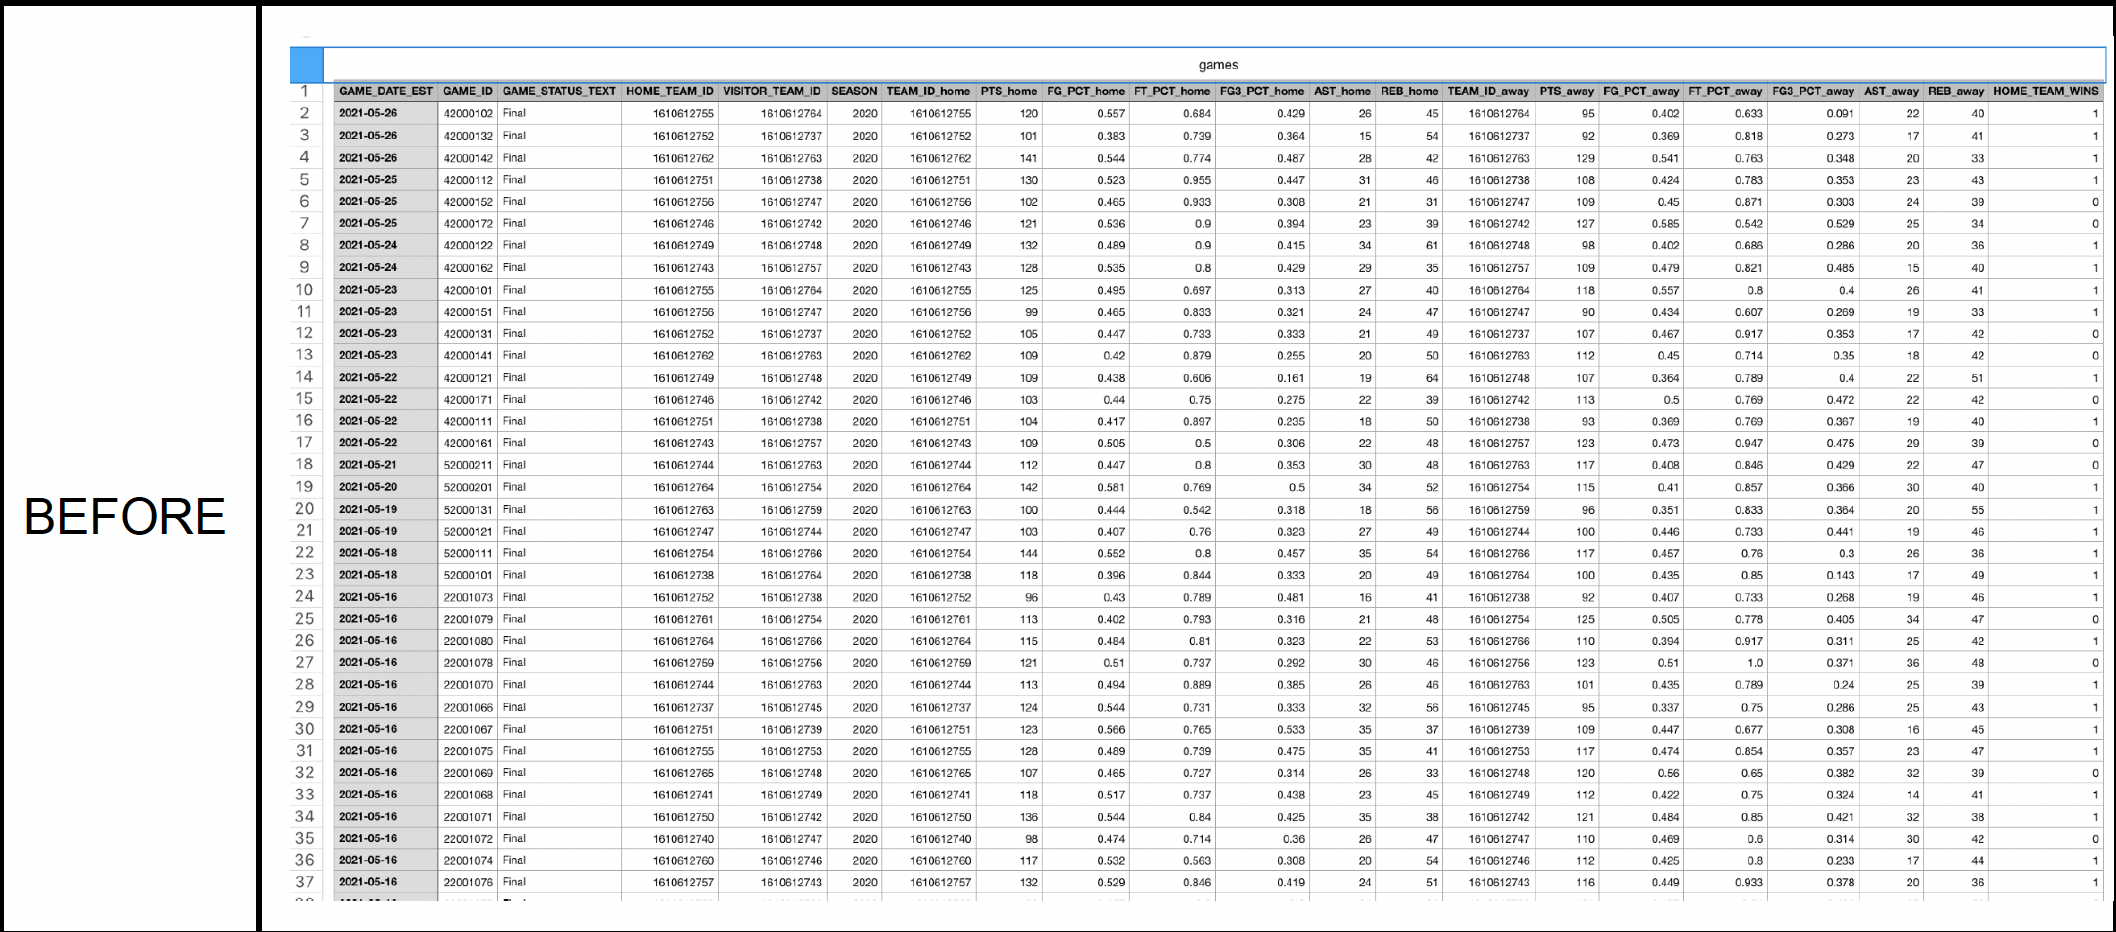 games
1 GAME_DATE_EST GAME_ID GAME_STATUS_TEXT HOME_TEAM_ID VISITOR_TEAM_ID SEASON TEAM_ID_home PTS_home FG_PCT_home FT_PCT_home FG3_PCT_home AST_home REB_home TEAM_ID_away PTS_away FG_PCT_away FT_PCT_away FG3_PCT_away AST_away REB_away HOME_TEAM_WINS
2 2021-05-26 42000102 Final 1610612755 1610612764 2020 1610612755 120 0.557 0.684 0.429 26 45 1610612764 95 0.402 0.633 0.091 22 40 1
3 2021-05-26 42000132 Final 1610612752 1610612737 2020 1610612752 101 0.383 0.739 0.364 15 54 1610612737 92 0.369 0.818 0.273 17 41 1
4 2021-05-26 42000142 Final 1610612762 1610612763 2020 1610612762 141 0.544 0.774 0.487 28 42 1610612763 129 0.541 0.763 0.348 20 33 1
5 2021-05-25 42000112 Final 1610612751 1610612738 2020 1610612751 130 0.523 0.955 0.447 31 46 1610612738 108 0.424 0.783 0.353 23 43 1
6 2021-05-25 42000152 Final 1610612756 1610612747 2020 1610612756 102 0.465 0.933 0.308 21 31 1610612747 109 0.45 0.871 0.303 24 39 0
7 2021-05-25 42000172 Final 1610612746 1610612742 2020 1610612746 121 0.536 0.9 0.394 23 39 1610612742 127 0.585 0.542 0.529 25 34 0
8 2021-05-24 42000122 Final 1610612749 1610612748 2020 1610612749 132 0.489 0.9 0.415 34 61 1610612748 98 0.402 0.686 0.286 20 36 1
9 2021-05-24 42000162 Final 1610612743 1610612757 2020 1610612743 128 0.535 0.8 0.429 29 35 1610612757 109 0.479 0.821 0.485 15 40 1
10 2021-05-23 42000101 Final 1610612755 1610612764 2020 1610612755 125 0.495 0.697 0.313 27 40 1610612764 118 0.557 0.8 0.4 26 41 1
11 2021-05-23 42000151 Final 1610612756 1610612747 2020 1610612756 99 0.465 0.833 0.321 24 47 1610612747 90 0.434 0.607 0.269 19 33 1
12 2021-05-23 42000131 Final 1610612752 1610612737 2020 1610612752 105 0.447 0.733 0.333 21 49 1610612737 107 0.467 0.917 0.353 17 42 0
13 2021-05-23 42000141 Final 1610612762 1610612763 2020 1610612762 109 0.42 0.879 0.255 20 50 1610612763 112 0.45 0.714 0.35 18 42 0
14 2021-05-22 42000121 Final 1610612749 1610612748 2020 1610612749 109 0.438 0.606 0.161 19 64 1610612748 107 0.364 0.789 0.4 22 51 1
15 2021-05-22 42000171 Final 1610612746 1610612742 2020 1610612746 103 0.44 0.75 0.275 22 39 1610612742 113 0.5 0.769 0.472 22 42 0
16 2021-05-22 42000111 Final 1610612751 1610612738 2020 1610612751 104 0.417 0.897 0.235 18 50 1610612738 93 0.369 0.769 0.367 19 40 1
17 2021-05-22 42000161 Final 1610612743 1610612757 2020 1610612743 109 0.505 0.5 0.306 22 48 1610612757 123 0.473 0.947 0.475 29 39 0
18 2021-05-21 52000211 Final 1610612744 1610612763 2020 1610612744 112 0.447 0.8 0.353 30 48 1610612763 117 0.408 0.846 0.429 22 47 0
19 2021-05-20 52000201 Final 1610612764 1610612754 2020 1610612764 142 0.581 0.769 0.5 34 52 1610612754 115 0.41 0.857 0.366 30 40 1
20 2021-05-19 52000131 Final 1610612763 1610612759 2020 1610612763 100 0.444 0.542 0.318 18 56 1610612759 96 0.351 0.833 0.364 20 55 1
21 2021-05-19 52000121 Final 1610612747 1610612744 2020 1610612747 103 0.407 0.76 0.323 27 49 1610612744 100 0.446 0.733 0.441 19 46 1
22 2021-05-18 52000111 Final 1610612754 1610612766 2020 1610612754 144 0.552 0.8 0.457 35 54 1610612766 117 0.457 0.76 0.3 26 36 1
23 2021-05-18 52000101 Final 1610612738 1610612764 2020 1610612738 118 0.396 0.844 0.333 20 49 1610612764 100 0.435 0.85 0.143 17 49 1
24 2021-05-16 22001073 Final 1610612752 1610612738 2020 1610612752 96 0.43 0.789 0.481 16 41 1610612738 92 0.407 0.733 0.268 19 46 1
25 2021-05-16 22001079 Final 1610612761 1610612754 2020 1610612761 113 0.402 0.793 0.316 21 48 1610612754 125 0.505 0.778 0.405 34 47 0
26 2021-05-16 22001080 Final 1610612764 1610612766 2020 1610612764 115 0.484 0.81 0.323 22 53 1610612766 110 0.394 0.917 0.311 25 42 1
27 2021-05-16 22001078 Final 1610612759 1610612756 2020 1610612759 121 0.51 0.737 0.292 30 46 1610612756 123 0.51 1.0 0.371 36 48 0
28 2021-05-16 22001070 Final 1610612744 1610612763 2020 1610612744 113 0.494 0.889 0.385 26 46 1610612763 101 0.435 0.789 0.24 25 39 1
29 2021-05-16 22001066 Final 1610612737 1610612745 2020 1610612737 124 0.544 0.731 0.333 32 56 1610612745 95 0.337 0.75 0.286 25 43 1
30 2021-05-16 22001067 Final 1610612751 1610612739 2020 1610612751 123 0.566 0.765 0.533 35 37 1610612739 109 0.447 0.677 0.308 16 45 1
31 2021-05-16 22001075 Final 1610612755 1610612753 2020 1610612755 128 0.489 0.739 0.475 35 41 1610612753 117 0.474 0.854 0.357 23 47 1
32 2021-05-16 22001069 Final 1610612765 1610612748 2020 1610612765 107 0.465 0.727 0.314 26 33 1610612748 120 0.56 0.65 0.382 32 39 0
33 2021-05-16 22001068 Final 1610612741 1610612749 2020 1610612741 118 0.517 0.737 0.438 23 45 1610612749 112 0.422 0.75 0.324 14 41 1
34 2021-05-16 22001071 Final 1610612750 1610612742 2020 1610612750 136 0.544 0.84 0.425 35 38 1610612742 121 0.484 0.85 0.421 32 38 1
35 2021-05-16 22001072 Final 1610612740 1610612747 2020 1610612740 98 0.474 0.714 0.36 26 47 1610612747 110 0.469 0.6 0.314 30 42 0
36 2021-05-16 22001074 Final 1610612760 1610612746 2020 1610612760 117 0.532 0.563 0.308 20 54 1610612746 112 0.425 0.8 0.233 17 44 1
37 2021-05-16 22001076 Final 1610612757 1610612743 2020 1610612757 132 0.529 0.846 0.419 24 51 1610612743 116 0.449 0.933 0.378 20 36 1
BEFORE